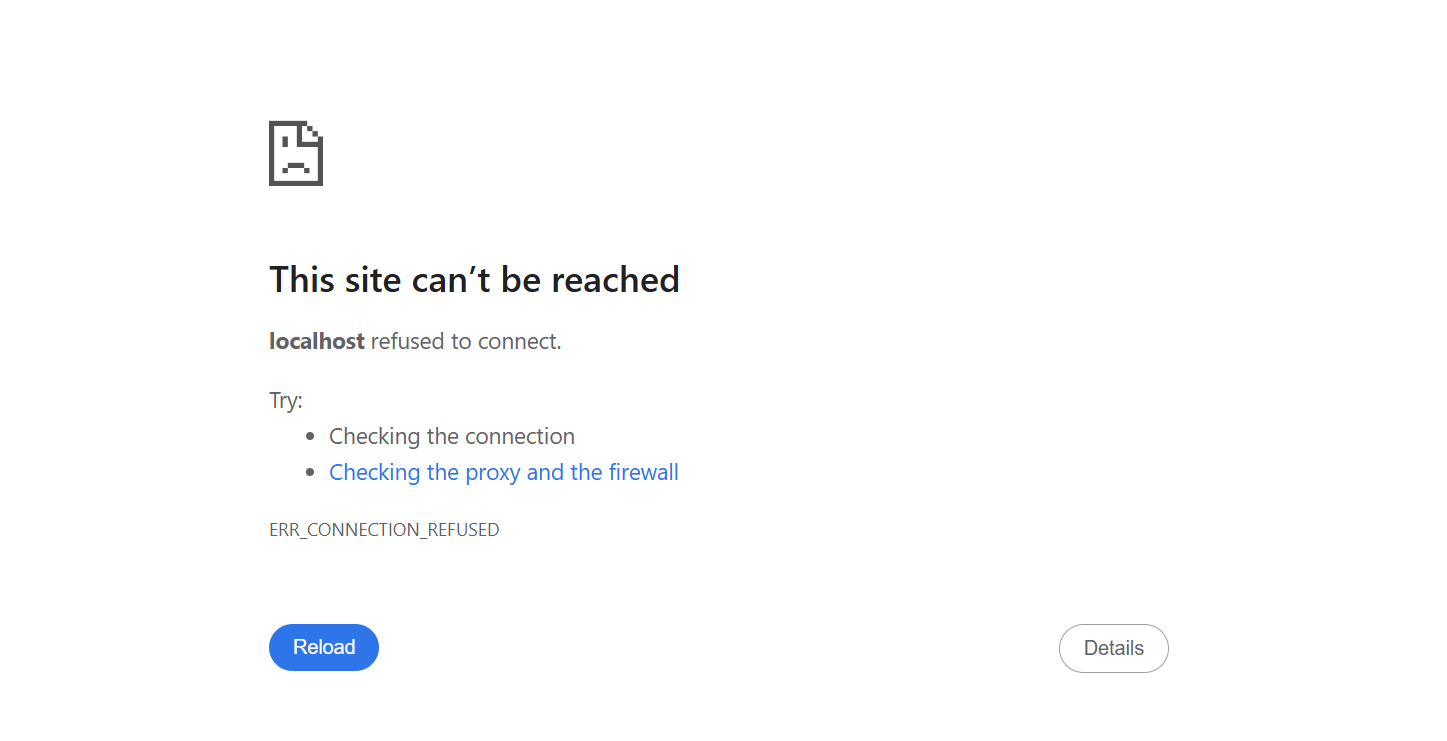 This site can’t be reached
localhost refused to connect.
Try:
• Checking the connection
• Checking the proxy and the firewall
ERR_CONNECTION_REFUSED
Reload
Details